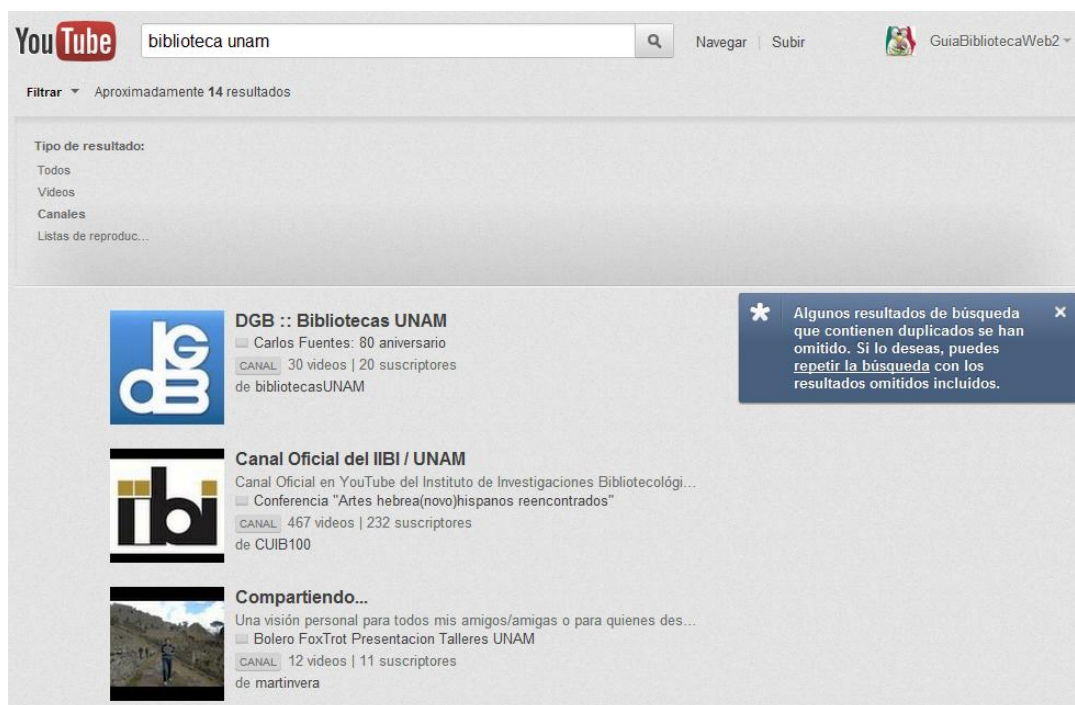 YouTube
biblioteca unam
Navegar | Subir
GuiaBibliotecaWeb2
Filtrar Aproximadamente 14 resultados
Tipo de resultado:
Todos
Videos
Canales
Listas de reproduc...
DGB :: Bibliotecas UNAM
Carlos Fuentes: 80 aniversario
CANAL 30 videos | 20 suscriptores
de bibliotecasUNAM
Algunos resultados de búsqueda
que contienen duplicados se han
omitido. Si lo deseas, puedes
repetir la búsqueda con los
resultados omitidos incluidos.
iibi
Canal Oficial del IIBI / UNAM
Canal Oficial en YouTube del Instituto de Investigaciones Bibliotecológi...
Conferencia "Artes hebrea(novo)hispanos reencontrados"
CANAL 467 videos | 232 suscriptores
de CUIB100
Compartiendo...
Una visión personal para todos mis amigos/amigas o para quienes des...
Bolero FoxTrot Presentacion Talleres UNAM
CANAL 12 videos | 11 suscriptores
de martinvera